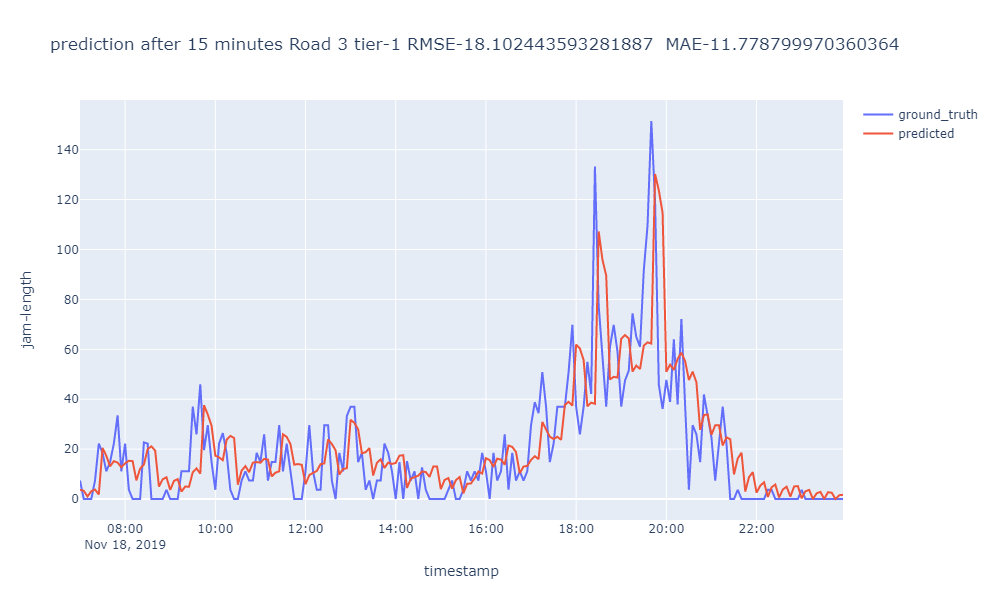 prediction after 15 minutes Road 3 tier-1 RMSE-18.102443593281887  MAE-11.778799970360364
ground_truth
predicted
140
120
100
80
60
40
20
0
jam-length
08:00
10:00
12:00
14:00
16:00
18:00
20:00
22:00
Nov 18, 2019
timestamp